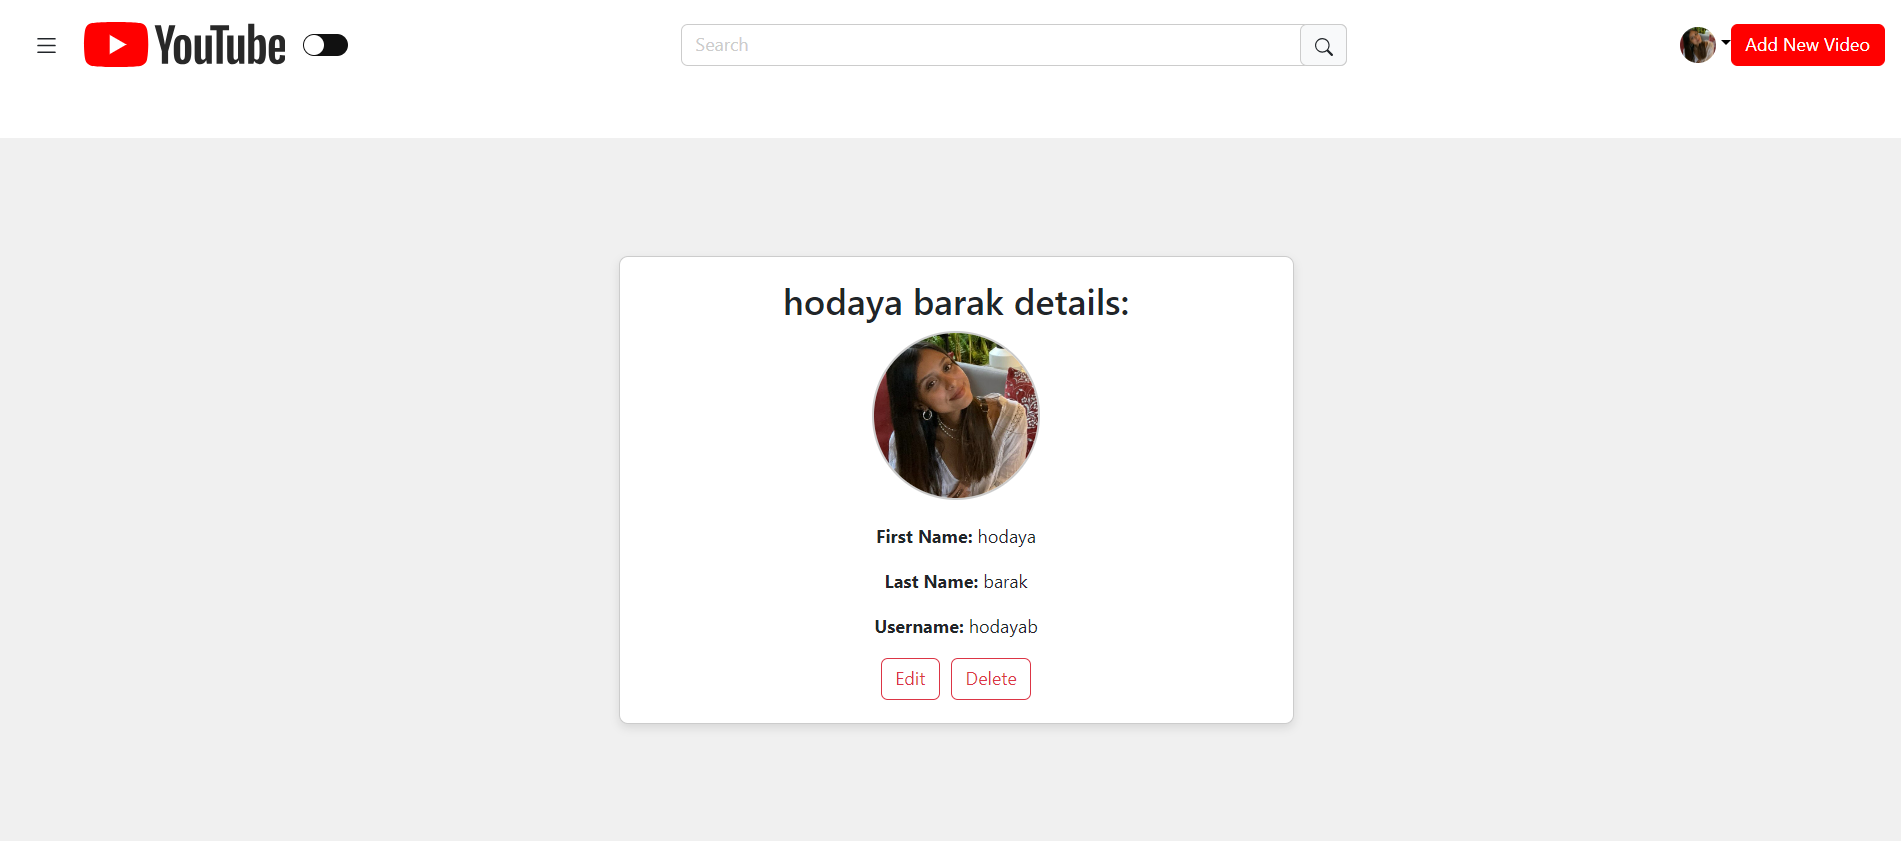 YouTube
Search
Add New Video
hodaya barak details:
First Name: hodaya
Last Name: barak
Username: hodayab
Edit
Delete